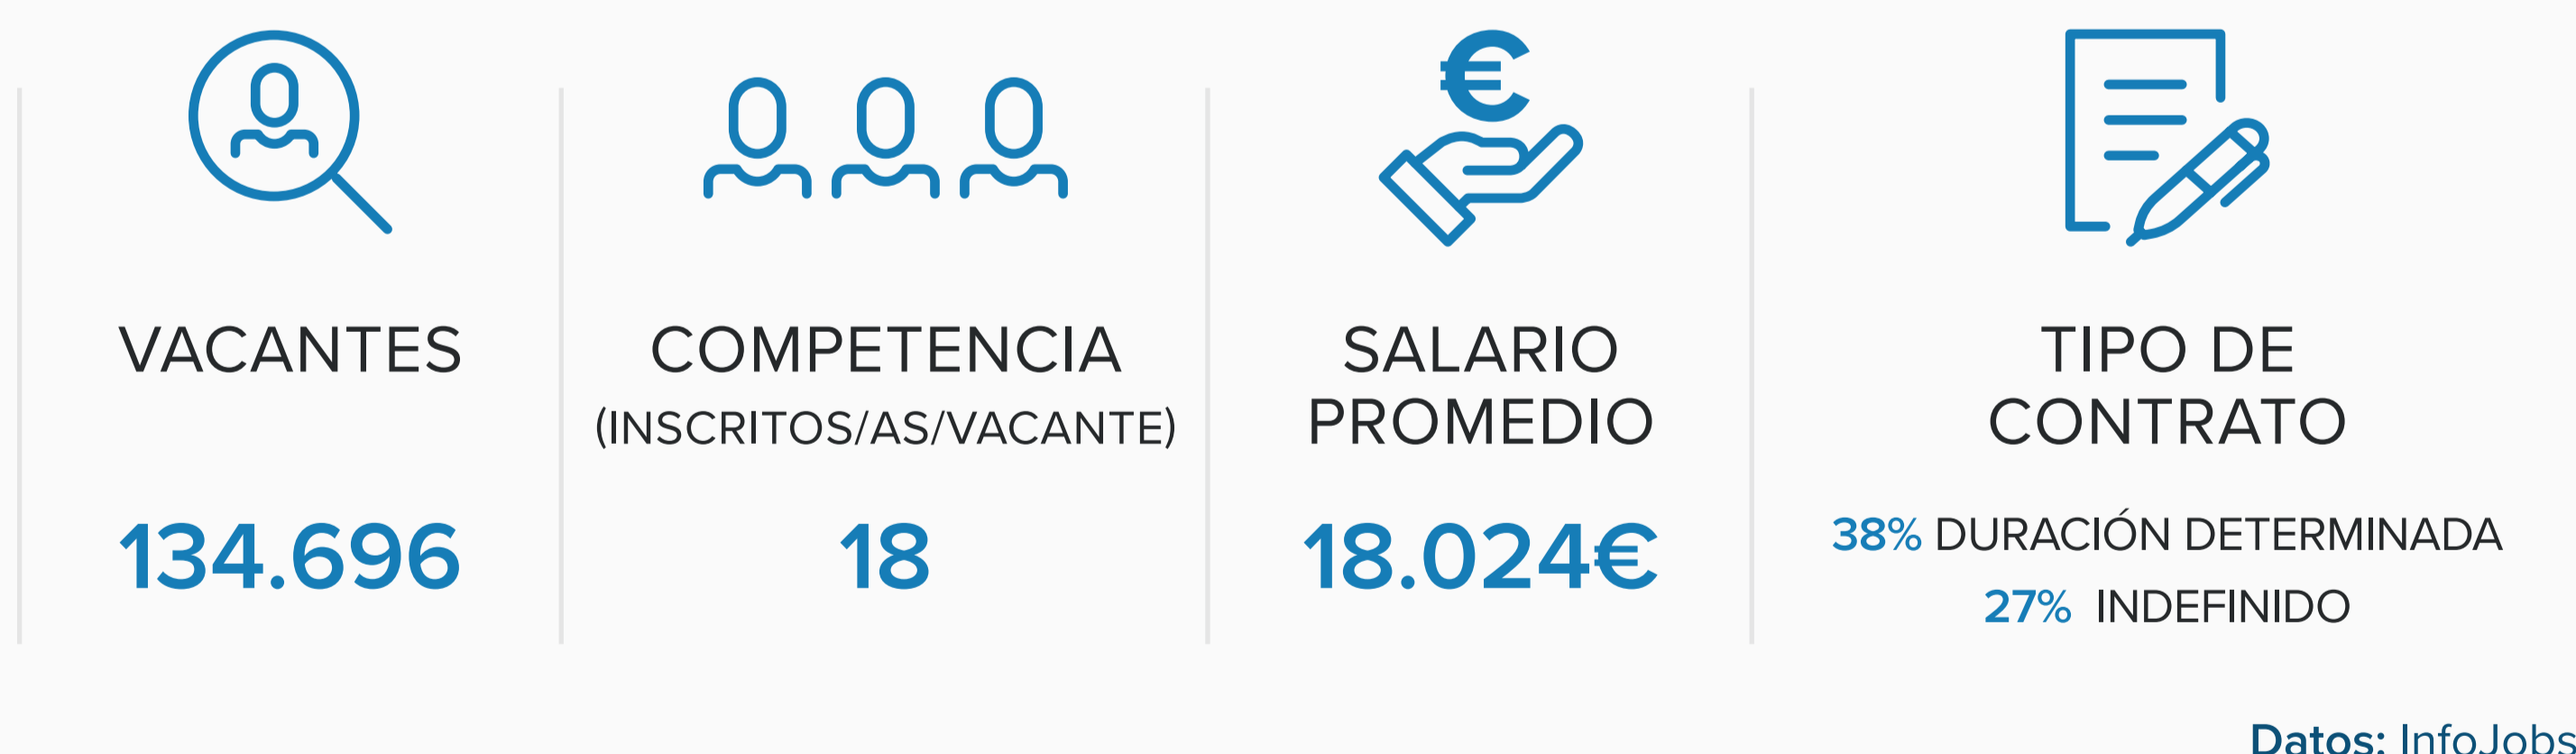 VACANTES
134.696
COMPETENCIA
(INSCRITOS/AS/VACANTE)
18
SALARIO
PROMEDIO
18.024€
TIPO DE
CONTRATO
38% DURACIÓN DETERMINADA
27% INDEFINIDO
Datos: InfoJobs